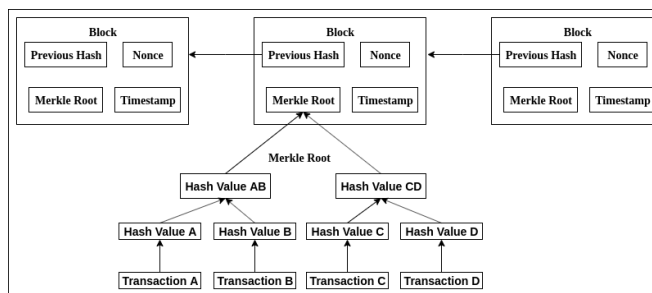 Block
Block
Block
Previous Hash
Nonce
Previous Hash
Nonce
Previous Hash
Nonce
Merkle Root
Timestamp
Merkle Root
Timestamp
Merkle Root
Timestamp
Merkle Root
Hash Value AB
Hash Value CD
Hash Value A
Hash Value B
Hash Value C
Hash Value D
Transaction A
Transaction B
Transaction C
Transaction D